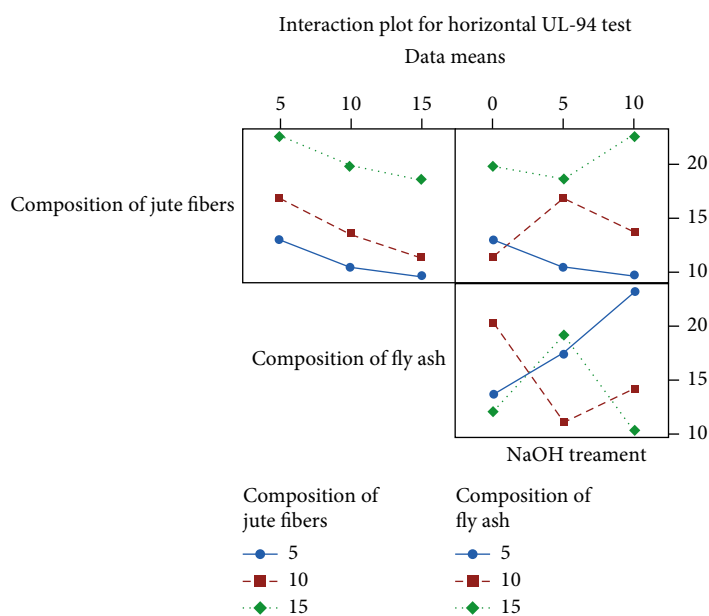 Interaction plot for horizontal UL-94 test
Data means
5 10 15 0 5 10
Composition of jute fibers
20
15
10
Composition of fly ash
20
15
10
NaOH treament
Composition of
jute fibers
5
10
15
Composition of
fly ash
5
10
15